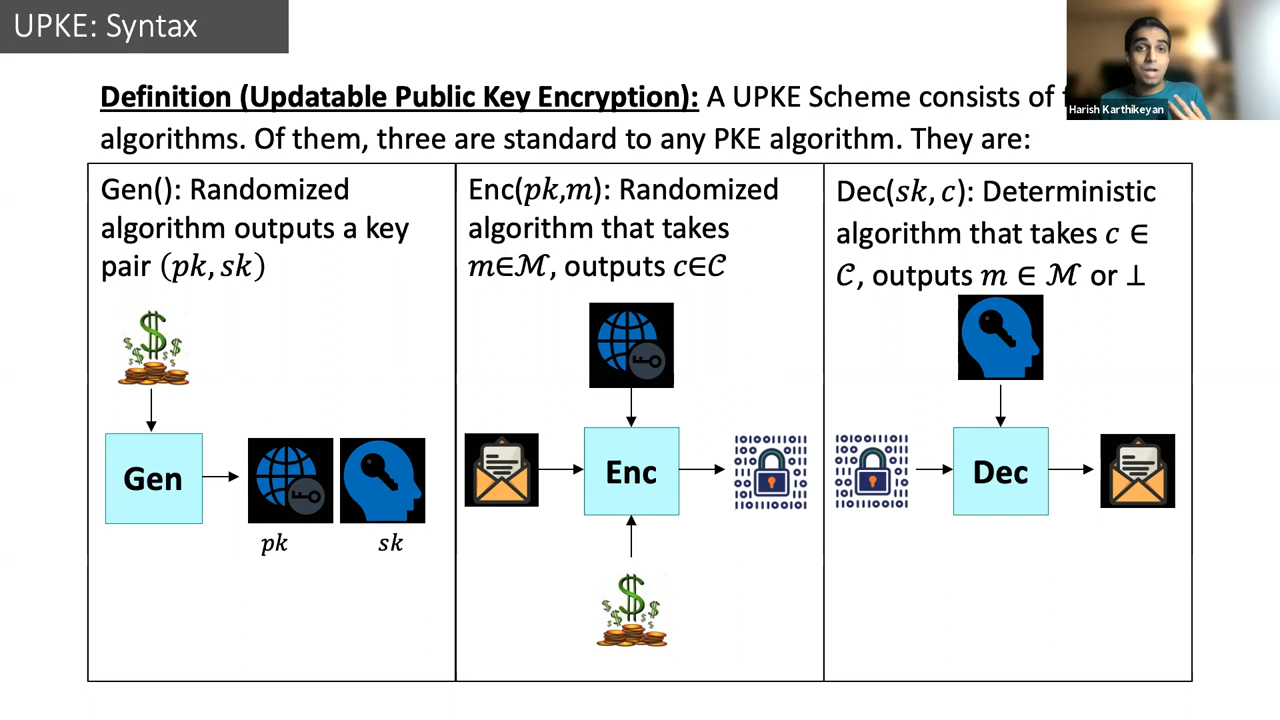 UPKE: Syntax
Harish Karthikeyan
Definition (Updatable Public Key Encryption): A UPKE Scheme consists of
algorithms. Of them, three are standard to any PKE algorithm. They are:
Gen(): Randomized
algorithm outputs a key
pair (pk, sk)
Gen
pk
sk
Enc(pk,m): Randomized
algorithm that takes
m∈ℳ, outputs c∈𝒞
Enc
Dec(sk, c): Deterministic
algorithm that takes c ∈
𝒞, outputs m ∈ ℳ or ⊥
Dec